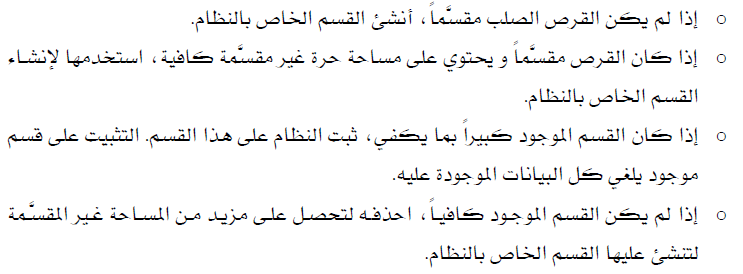 ○ إذا لم يكن القرص الصلب مقسَّماً، أنشئ القسم الخاص بالنظام.
○ إذا كان القرص مقسَّماً و يحتوي على مساحة حرة غير مقسَّمة كافية، استخدمها لإنشاء
القسم الخاص بالنظام.
○ إذا كان القسم الموجود كبيراً بما يكفي، ثبت النظام على هذا القسم. التثبيت على قسم
موجود يلغي كل البيانات الموجودة عليه.
○ إذا لم يكن القسم الموجود كافياً، احذفه لتحصل على مزيد من المساحة غير المقسَّمة
لتنشئ عليها القسم الخاص بالنظام.